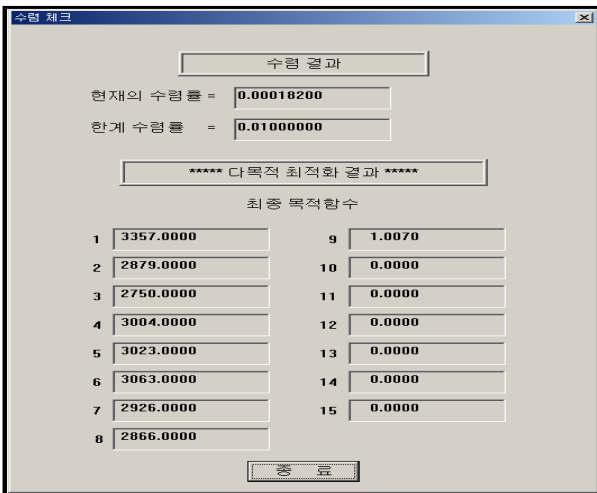 수렴 체크
수렴 결과
현재의 수렴률 = 0.00018200
한계 수렴률 = 0.01000000
***** 다목적 최적화 결과 *****
최종 목적함수
1 3357.0000 9 1.0070
2 2879.0000 10 0.0000
3 2750.0000 11 0.0000
4 3004.0000 12 0.0000
5 3023.0000 13 0.0000
6 3063.0000 14 0.0000
7 2926.0000 15 0.0000
8 2866.0000
종 료